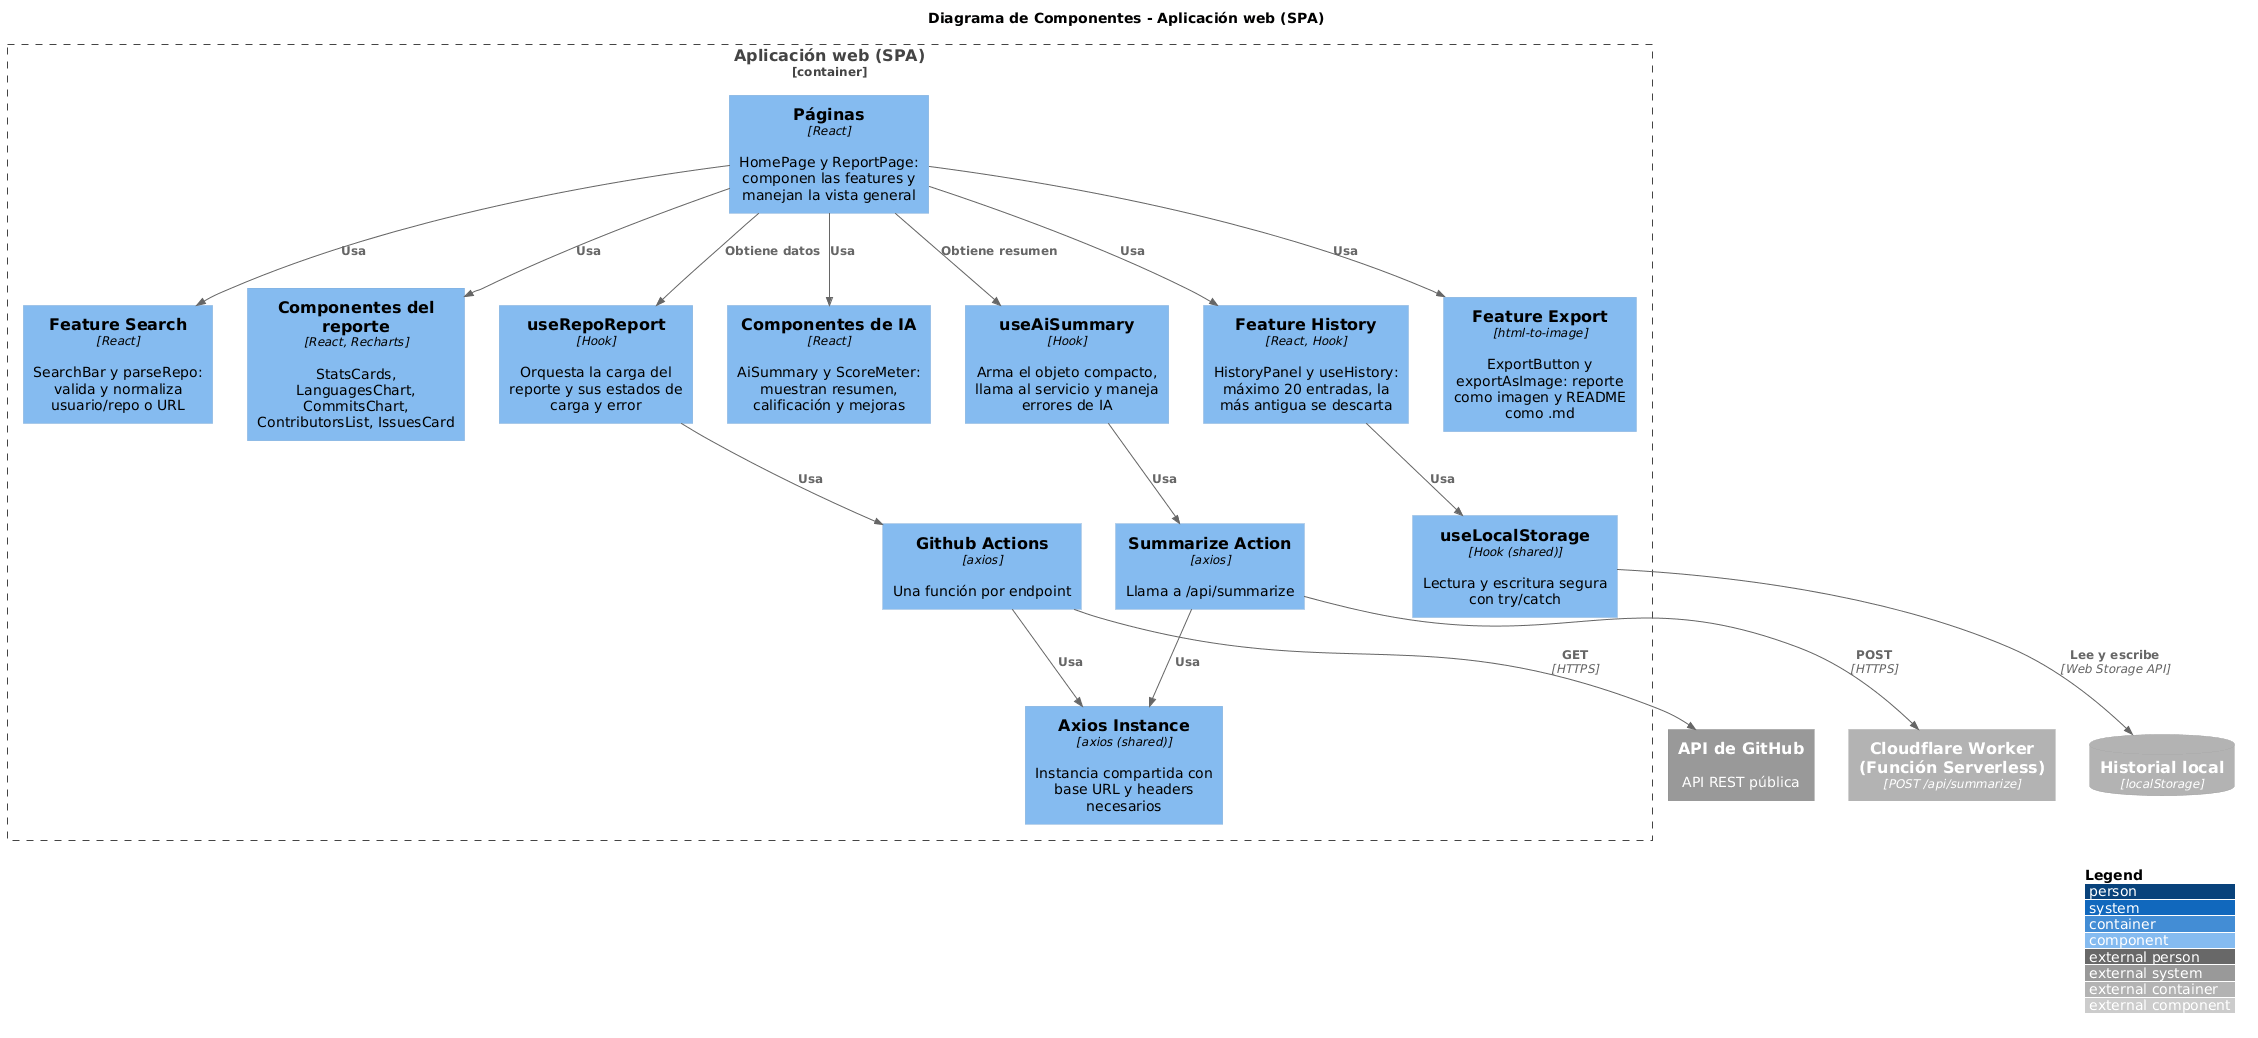 Diagrama de Componentes - Aplicación web (SPA)
Aplicación web (SPA)
[container]
Páginas
[React]
HomePage y ReportPage:
componen las features y
manejan la vista general
Usa
Usa
Obtiene datos
Usa
Obtiene resumen
Usa
Usa
Feature Search
[React]
SearchBar y parseRepo:
valida y normaliza
usuario/repo o URL
Componentes del
reporte
[React, Recharts]
StatsCards,
LanguagesChart,
CommitsChart,
ContributorsList, IssuesCard
useRepoReport
[Hook]
Orquesta la carga del
reporte y sus estados de
carga y error
Componentes de IA
[React]
AiSummary y ScoreMeter:
muestran resumen,
calificación y mejoras
useAiSummary
[Hook]
Arma el objeto compacto,
llama al servicio y maneja
errores de IA
Feature History
[React, Hook]
HistoryPanel y useHistory:
máximo 20 entradas, la
más antigua se descarta
Feature Export
[html-to-image]
ExportButton y
exportAsImage: reporte
como imagen y README
como .md
Usa
Usa
Usa
Github Actions
[axios]
Una función por endpoint
Summarize Action
[axios]
Llama a /api/summarize
useLocalStorage
[Hook (shared)]
Lectura y escritura segura
con try/catch
Usa
Usa
GET
[HTTPS]
POST
[HTTPS]
Lee y escribe
[Web Storage API]
Axios Instance
[axios (shared)]
Instancia compartida con
base URL y headers
necesarios
API de GitHub
API REST pública
Cloudflare Worker
(Función Serverless)
[POST /api/summarize]
Historial local
[localStorage]
Legend
person
system
container
component
external person
external system
external container
external component